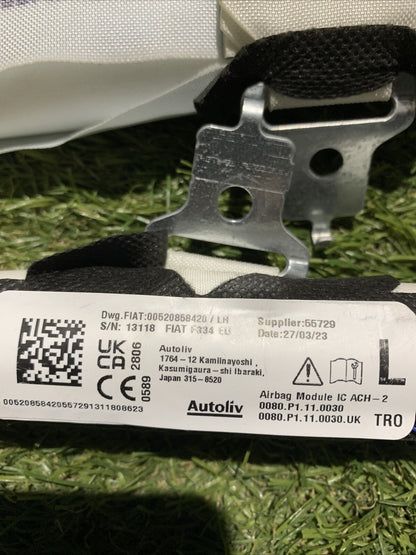 Dwg.FIAT:00520858420 / LH
Supplier:55729
S/N: 13118 FIAT F334 EU
Date: 27/03/23
UK CA 2806
CE 0589
Autoliv
1764-12 Kamiinayoshi,
Kasumigaura-shi Ibaraki,
Japan 315-8520
L
Airbag Module IC ACH-2
0080.P1.11.0030
0080.P1.11.0030.UK
TRO
Autoliv
00520858420557291311808623